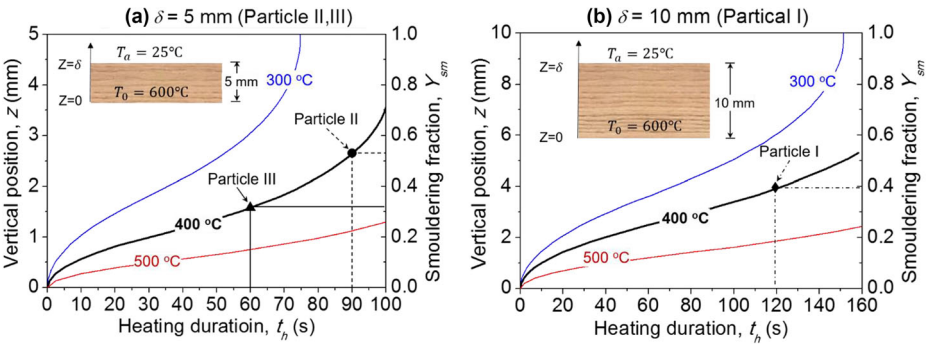 (a) δ = 5 mm (Particle II,III)
5
4
3
2
1
0
Vertical position, z (mm)
1.0
0.8
0.6
0.4
0.2
0.0
Smouldering fraction, Ysm
0 10 20 30 40 50 60 70 80 90 100
Heating duratioin, th (s)
Z=δ
Z=0
Ta = 25℃
T0 = 600℃
5 mm
300 °C
Particle II
Particle III
400 °C
500 °C
(b) δ = 10 mm (Partical I)
10
8
6
4
2
0
Vertical position, z (mm)
1.0
0.8
0.6
0.4
0.2
0.0
Smouldering fraction, Ysm
0 20 40 60 80 100 120 140 160
Heating duration, th (s)
Z=δ
Z=0
Ta = 25℃
T0 = 600℃
10 mm
300 °C
Particle I
400 °C
500 °C